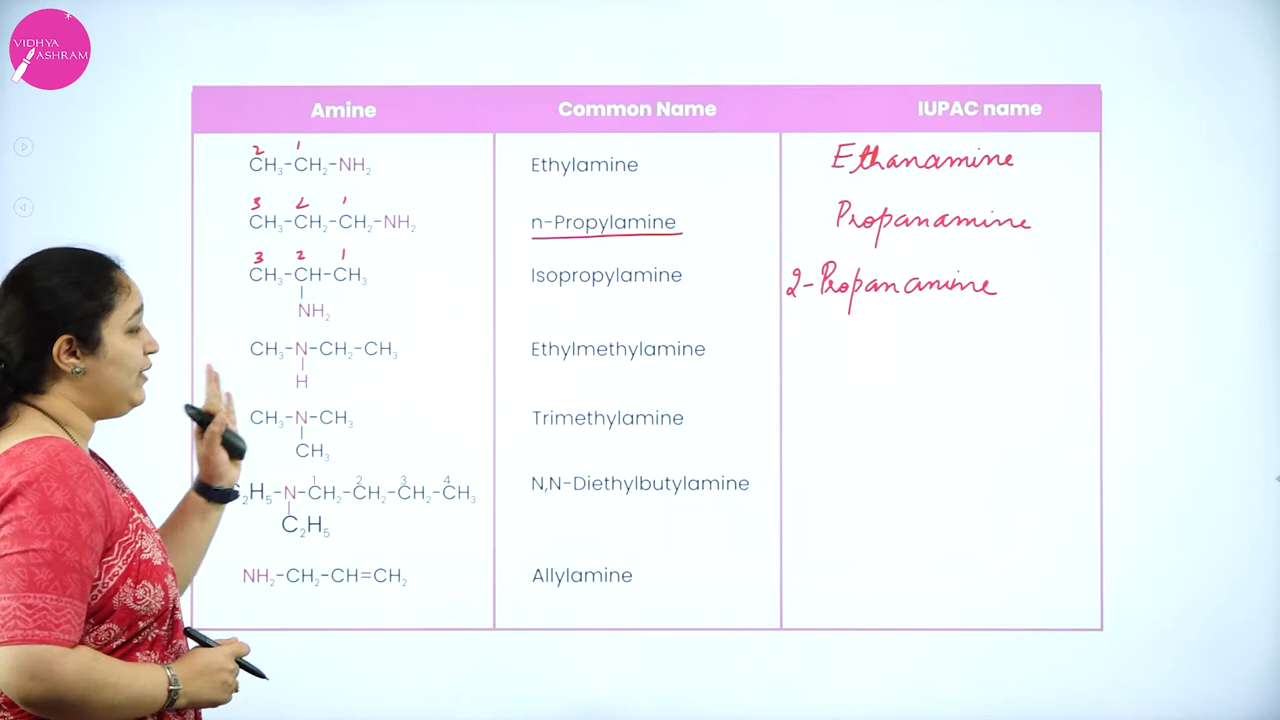 VIDHYA
ASHRAM
Amine Common Name IUPAC name
2 1
CH₃-CH₂-NH₂ Ethylamine Ethanamine
3 2 1
CH₃-CH₂-CH₂-NH₂ n-Propylamine Propanamine
3 2 1
CH₃-CH-CH₃ Isopropylamine 2-Propanamine
NH₂
CH₃-N-CH₂-CH₃ Ethylmethylamine
H
CH₃-N-CH₃ Trimethylamine
CH₃
1 2 3 4
₂H₅-N-CH₂-CH₂-CH₂-CH₃ N,N-Diethylbutylamine
C₂H₅
NH₂-CH₂-CH=CH₂ Allylamine